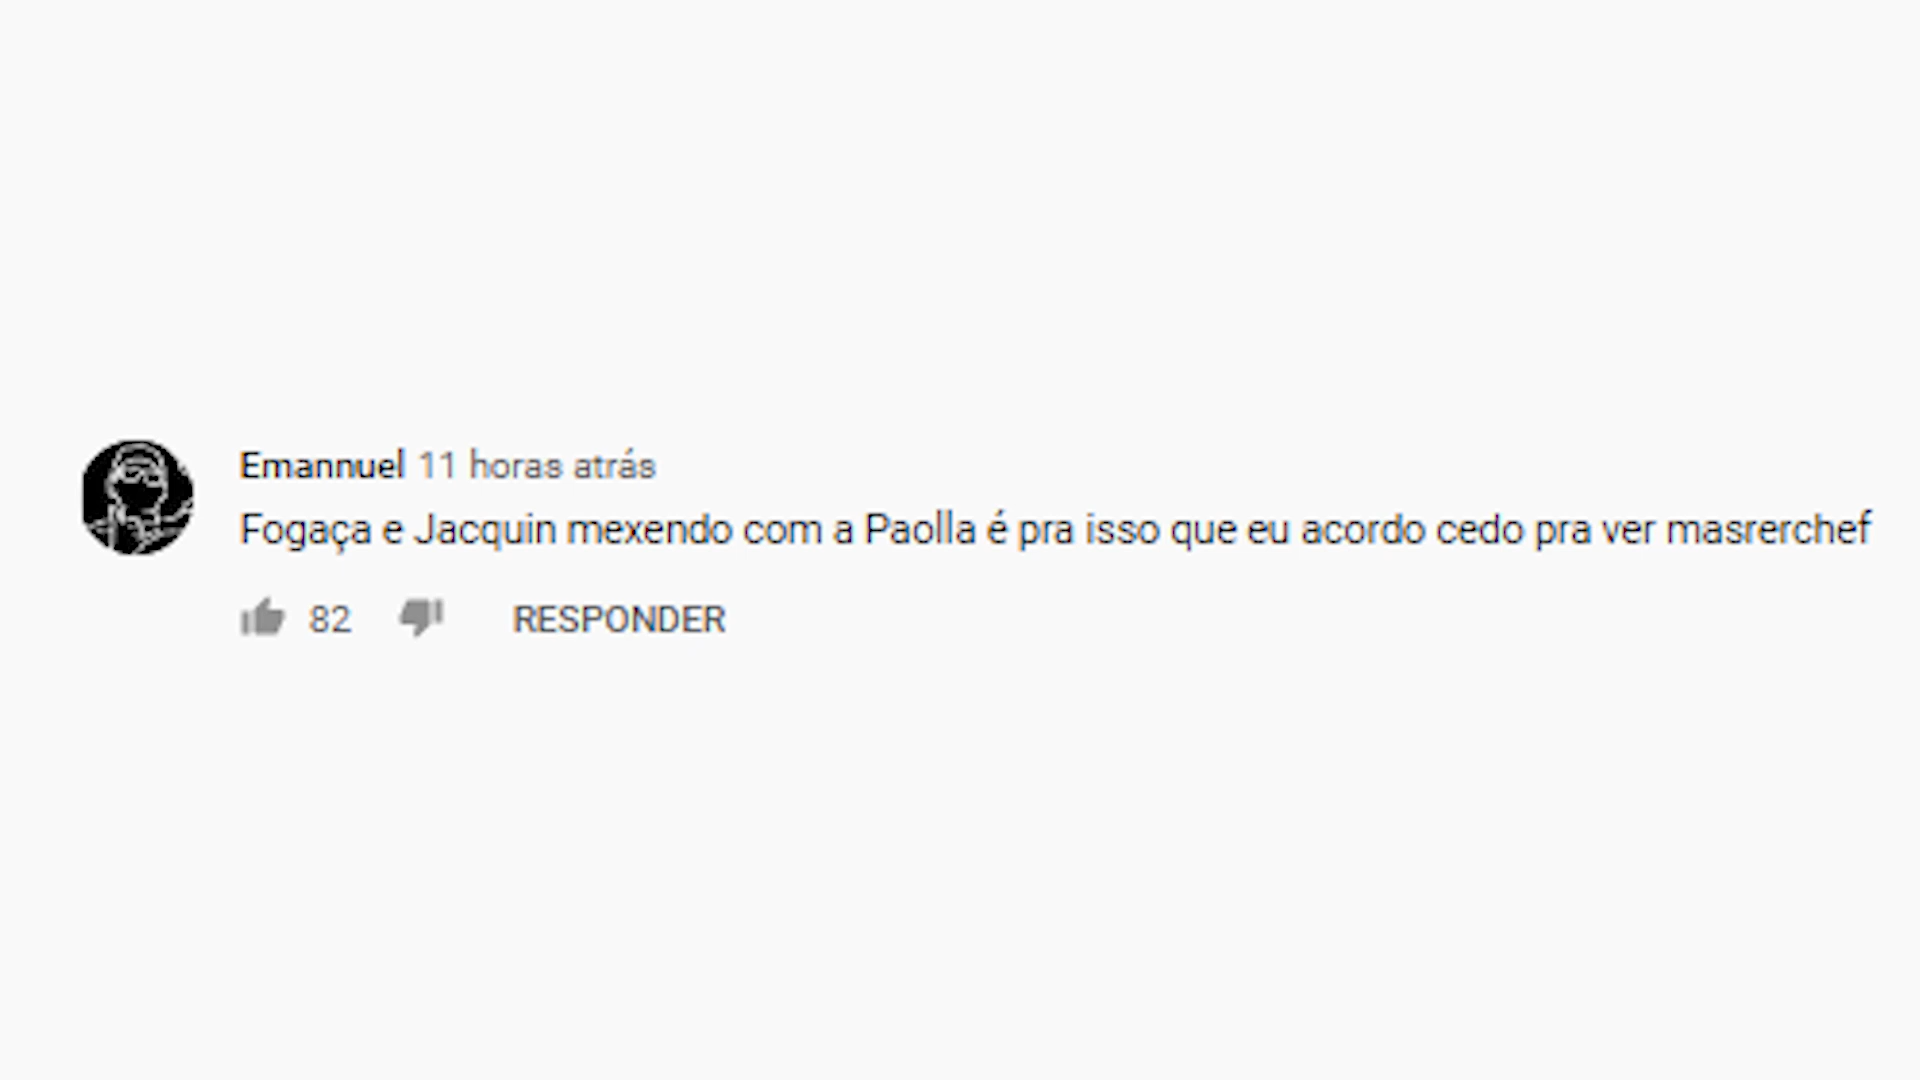 Emannuel 11 horas atrás
Fogaça e Jacquin mexendo com a Paolla é pra isso que eu acordo cedo pra ver masrerchef
82 RESPONDER